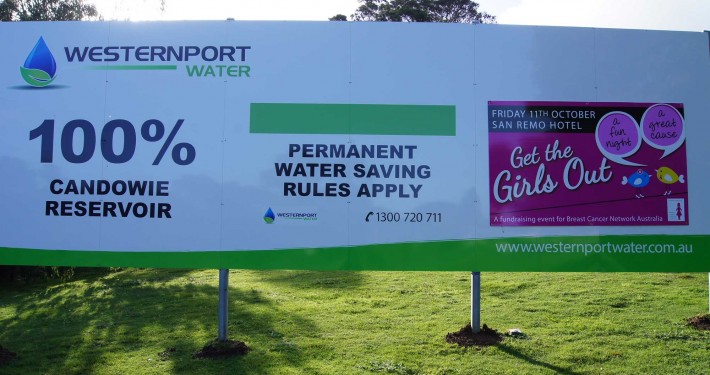 WESTERNPORT
WATER
100%
CANDOWIE
RESERVOIR
PERMANENT
WATER SAVING
RULES APPLY
WESTERNPORT
WATER
1300 720 711
FRIDAY 11TH OCTOBER
SAN REMO HOTEL
a
fun
night
a
great
cause
Get the
Girls Out
A fundraising event for Breast Cancer Network Australia
www.westernportwater.com.au